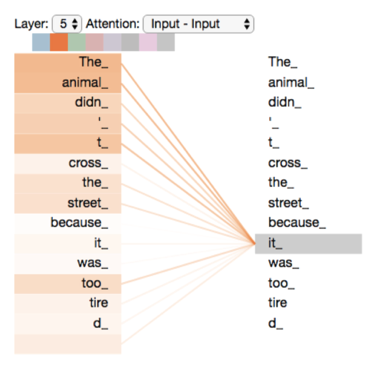 Layer: 5 Attention: Input - Input
The_ The_
animal_ animal_
didn_ didn_
'_ '_
t_ t_
cross_ cross_
the_ the_
street_ street_
because_ because_
it_ it_
was_ was_
too_ too_
tire tire
d_ d_